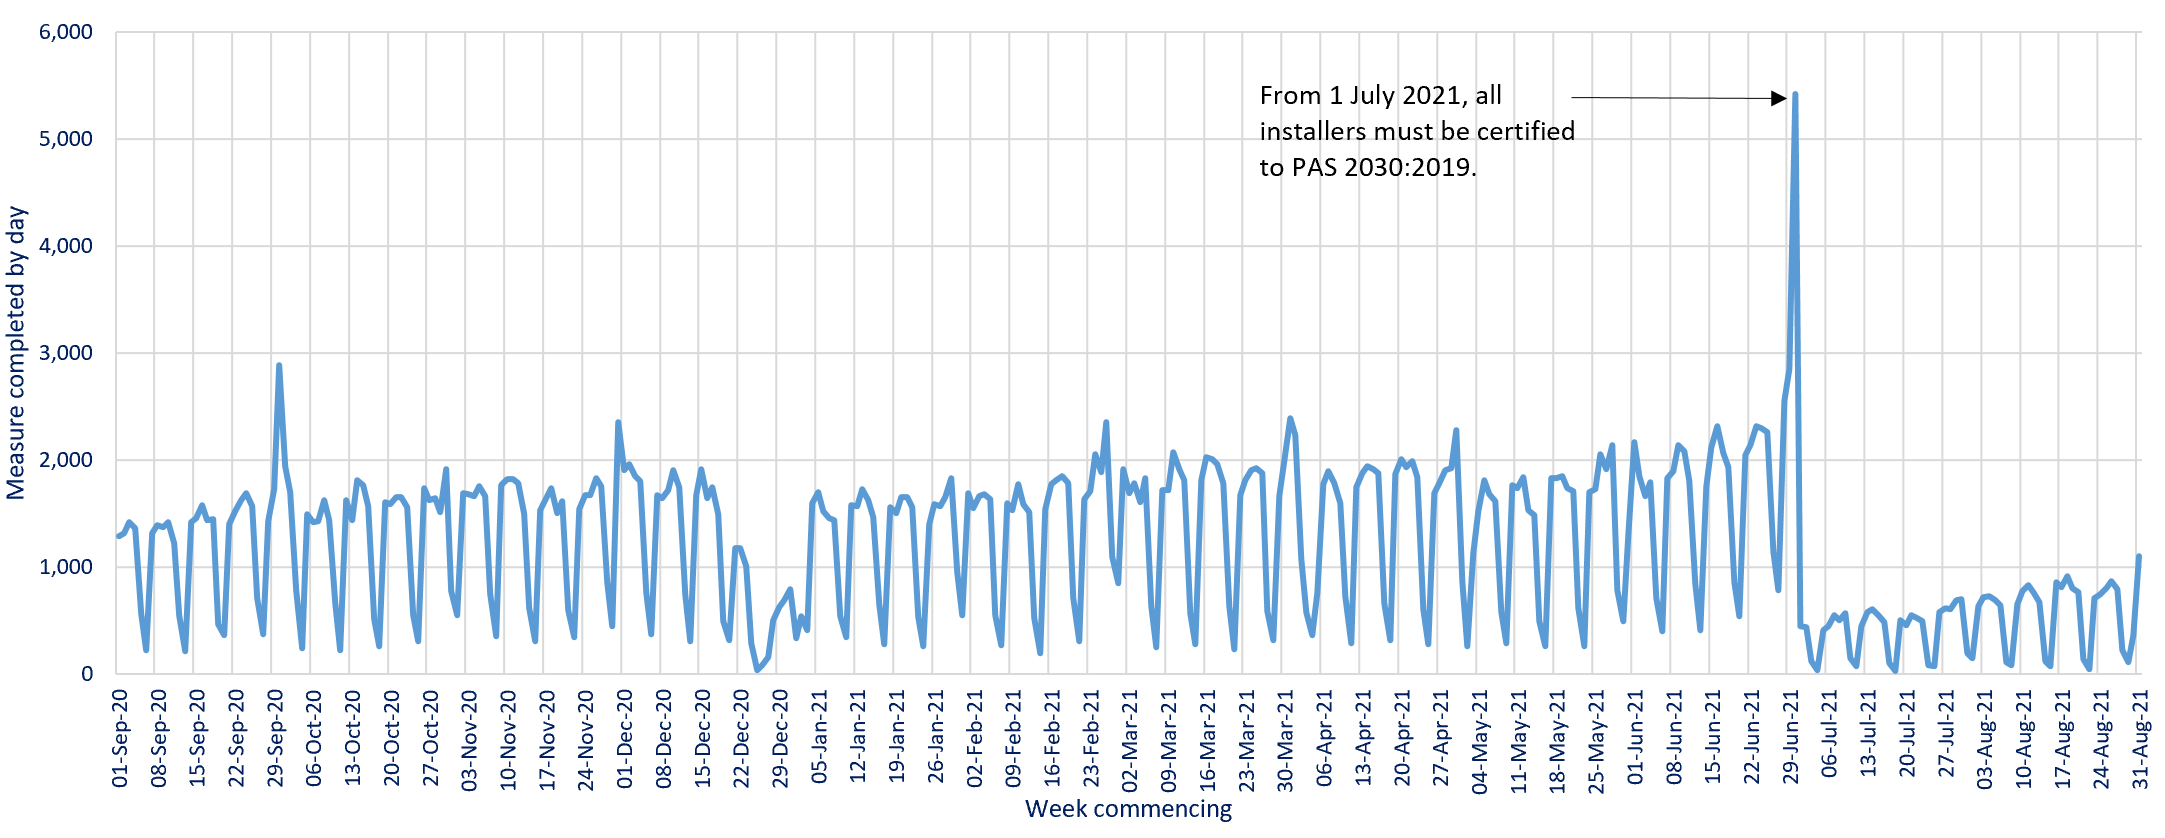 6,000
5,000
4,000
3,000
2,000
1,000
0
Measure completed by day
From 1 July 2021, all
installers must be certified
to PAS 2030:2019.
01-Sep-20
08-Sep-20
15-Sep-20
22-Sep-20
29-Sep-20
06-Oct-20
13-Oct-20
20-Oct-20
27-Oct-20
03-Nov-20
10-Nov-20
17-Nov-20
24-Nov-20
01-Dec-20
08-Dec-20
15-Dec-20
22-Dec-20
29-Dec-20
05-Jan-21
12-Jan-21
19-Jan-21
26-Jan-21
02-Feb-21
09-Feb-21
16-Feb-21
23-Feb-21
02-Mar-21
09-Mar-21
16-Mar-21
23-Mar-21
30-Mar-21
06-Apr-21
13-Apr-21
20-Apr-21
27-Apr-21
04-May-21
11-May-21
18-May-21
25-May-21
01-Jun-21
08-Jun-21
15-Jun-21
22-Jun-21
29-Jun-21
06-Jul-21
13-Jul-21
20-Jul-21
27-Jul-21
03-Aug-21
10-Aug-21
17-Aug-21
24-Aug-21
31-Aug-21
Week commencing